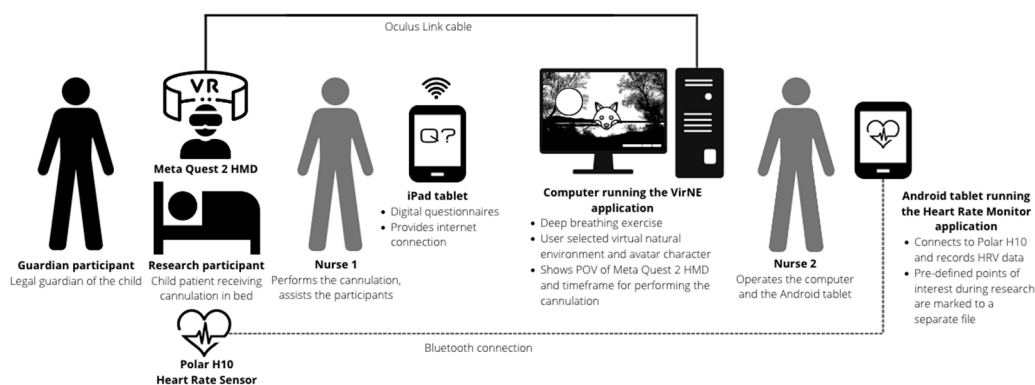 Oculus Link cable
VR
Q?
Meta Quest 2 HMD
Guardian participant
Legal guardian of the child
Research participant
Child patient receiving
cannulation in bed
Nurse 1
Performs the cannulation,
assists the participants
iPad tablet
• Digital questionnaires
• Provides internet
connection
Computer running the VirNE
application
• Deep breathing exercise
• User selected virtual natural
environment and avatar character
• Shows POV of Meta Quest 2 HMD
and timeframe for performing the
cannulation
Nurse 2
Operates the computer
and the Android tablet
Android tablet running
the Heart Rate Monitor
application
• Connects to Polar H10
and records HRV data
• Pre-defined points of
interest during research
are marked to a
separate file
Bluetooth connection
Polar H10
Heart Rate Sensor